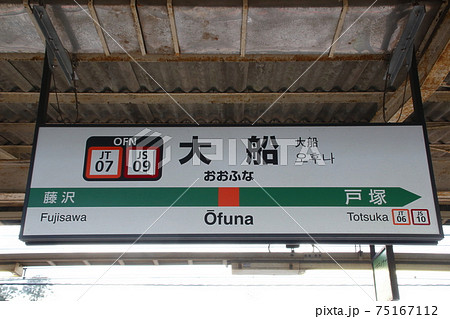 OFN
JT 07
JS 09
大船
おおふな
大船
오후나
藤沢
戸塚
Fujisawa
Ōfuna
Totsuka
JT 06
JS 10
PIXTA
pixta.jp - 75167112